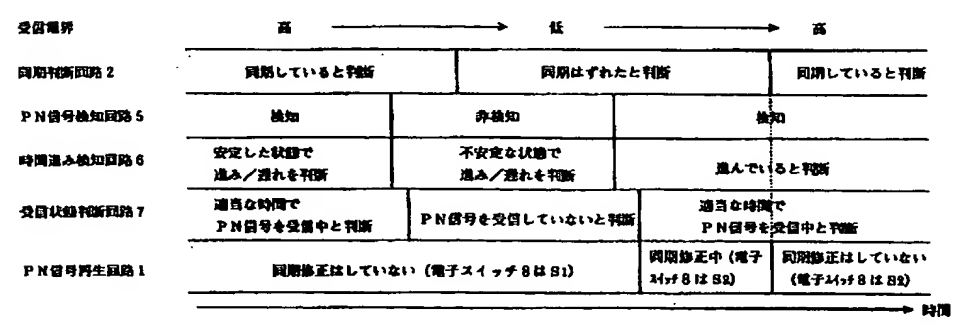 受信電界 高 低 高
同期判断回路2 同期していると判断 同期はずれたと判断 同期していると判断
PN信号検知回路5 検知 非検知 検知
時間進み検知回路6 安定した状態で 進み/遅れを判断 不安定な状態で 進み/遅れを判断 進んでいると判断
受信状態判断回路7 適当な時間で PN信号を受信中と判断 PN信号を受信していないと判断 適当な時間で PN信号を受信中と判断
PN信号再生回路1 同期修正はしていない(電子スイッチ8はS1) 同期修正中(電子 スイッチ8はS2) 同期修正はしていない (電子スイッチ8はS2)
時間